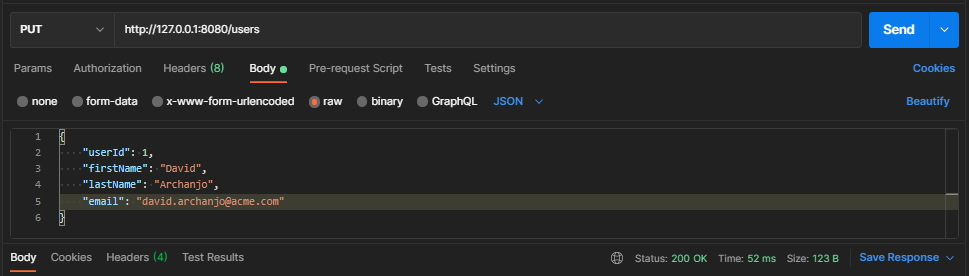 PUT http://127.0.0.1:8080/users Send
Params Authorization Headers (8) Body Pre-request Script Tests Settings Cookies
none form-data x-www-form-urlencoded raw binary GraphQL JSON Beautify
1 {
2 "userId": 1,
3 "firstName": "David",
4 "lastName": "Archanjo",
5 "email": "david.archanjo@acme.com"
6 }
Body Cookies Headers (4) Test Results Status: 200 OK Time: 52 ms Size: 123 B Save Response